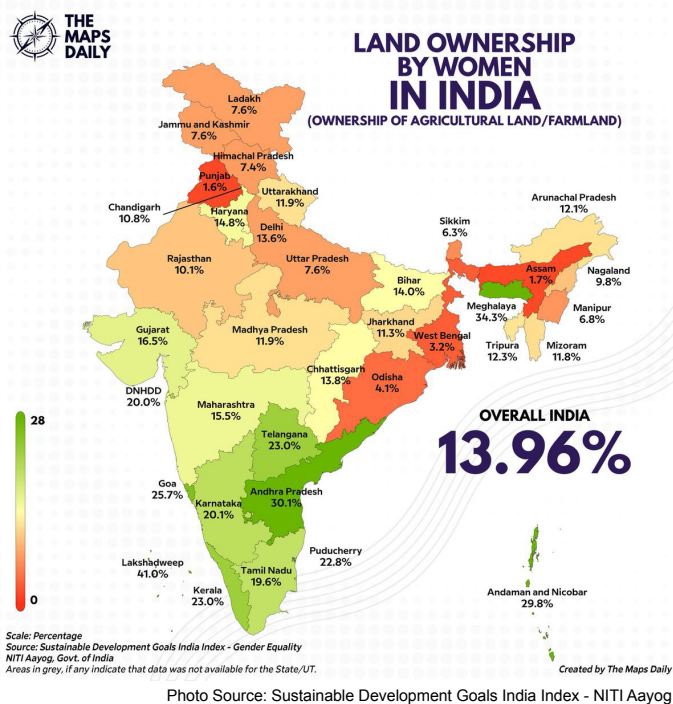 THE
MAPS
DAILY
LAND OWNERSHIP
BY WOMEN
IN INDIA
(OWNERSHIP OF AGRICULTURAL LAND/FARMLAND)
Ladakh
7.6%
Jammu and Kashmir
7.6%
Himachal Pradesh
7.4%
Punjab
1.6%
Uttarakhand
11.9%
Chandigarh
10.8%
Haryana
14.8%
Delhi
13.6%
Arunachal Pradesh
12.1%
Sikkim
6.3%
Rajasthan
10.1%
Uttar Pradesh
7.6%
Bihar
14.0%
Assam
1.7%
Nagaland
9.8%
Meghalaya
34.3%
Manipur
6.8%
Gujarat
16.5%
Madhya Pradesh
11.9%
Jharkhand
11.3%
West Bengal
3.2%
Tripura
12.3%
Mizoram
11.8%
Chhattisgarh
13.8%
Odisha
4.1%
DNHDD
20.0%
Maharashtra
15.5%
28
OVERALL INDIA
13.96%
Telangana
23.0%
Goa
25.7%
Karnataka
20.1%
Andhra Pradesh
30.1%
Puducherry
22.8%
Lakshadweep
41.0%
Tamil Nadu
19.6%
Kerala
23.0%
Andaman and Nicobar
29.8%
0
Scale: Percentage
Source: Sustainable Development Goals India Index - Gender Equality
NITI Aayog, Govt. of India
Areas in grey, if any indicate that data was not available for the State/UT.
Created by The Maps Daily
Photo Source: Sustainable Development Goals India Index - NITI Aayog